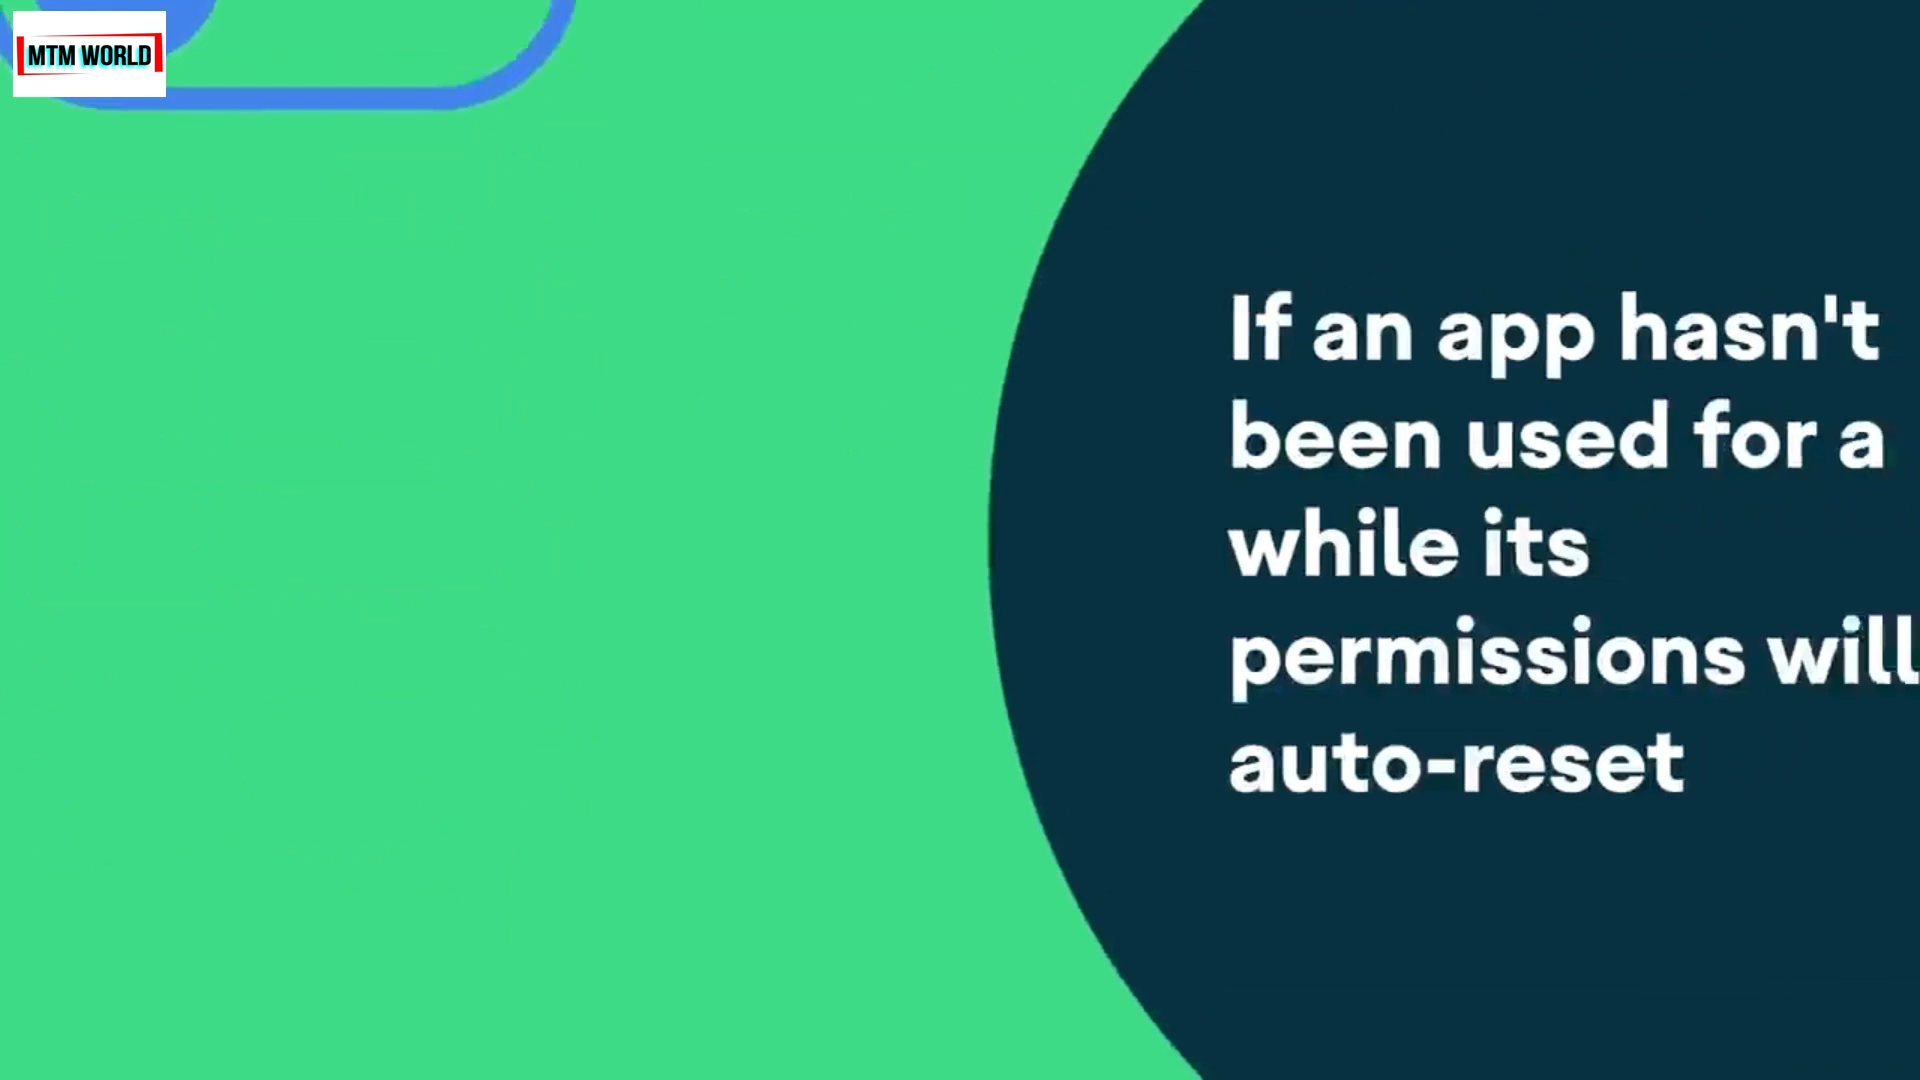 MTM WORLD
If an app hasn't
been used for a
while its
permissions will
auto-reset